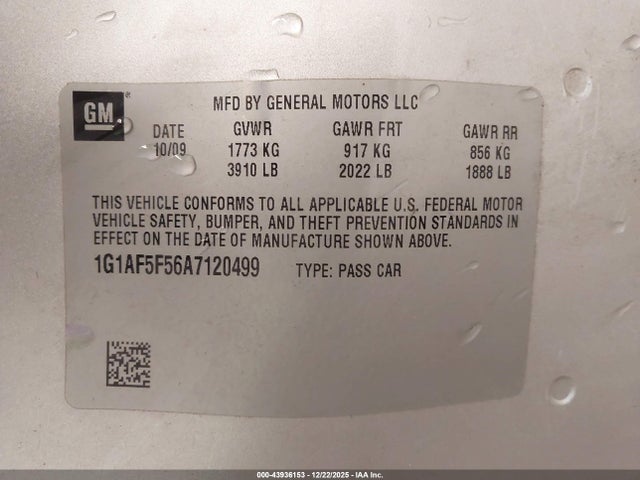 GM ®
MFD BY GENERAL MOTORS LLC
DATE GVWR GAWR FRT GAWR RR
10/09 1773 KG 917 KG 856 KG
3910 LB 2022 LB 1888 LB
THIS VEHICLE CONFORMS TO ALL APPLICABLE U.S. FEDERAL MOTOR
VEHICLE SAFETY, BUMPER, AND THEFT PREVENTION STANDARDS IN
EFFECT ON THE DATE OF MANUFACTURE SHOWN ABOVE.
1G1AF5F56A7120499 TYPE: PASS CAR
000-43936153 - 12/22/2025 - IAA Inc.